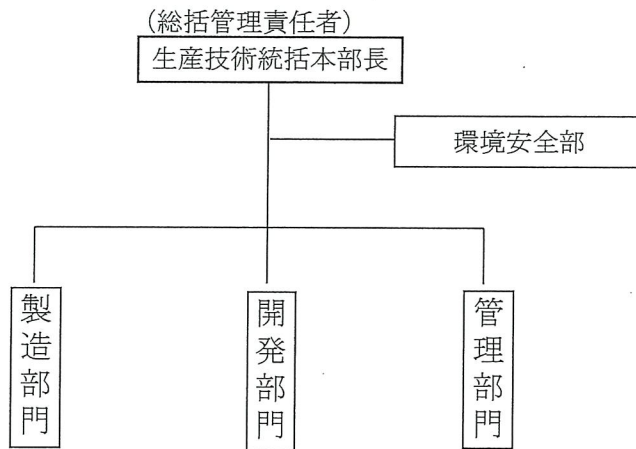 (総括管理責任者)
生産技術統括本部長
環境安全部
製造部門
開発部門
管理部門